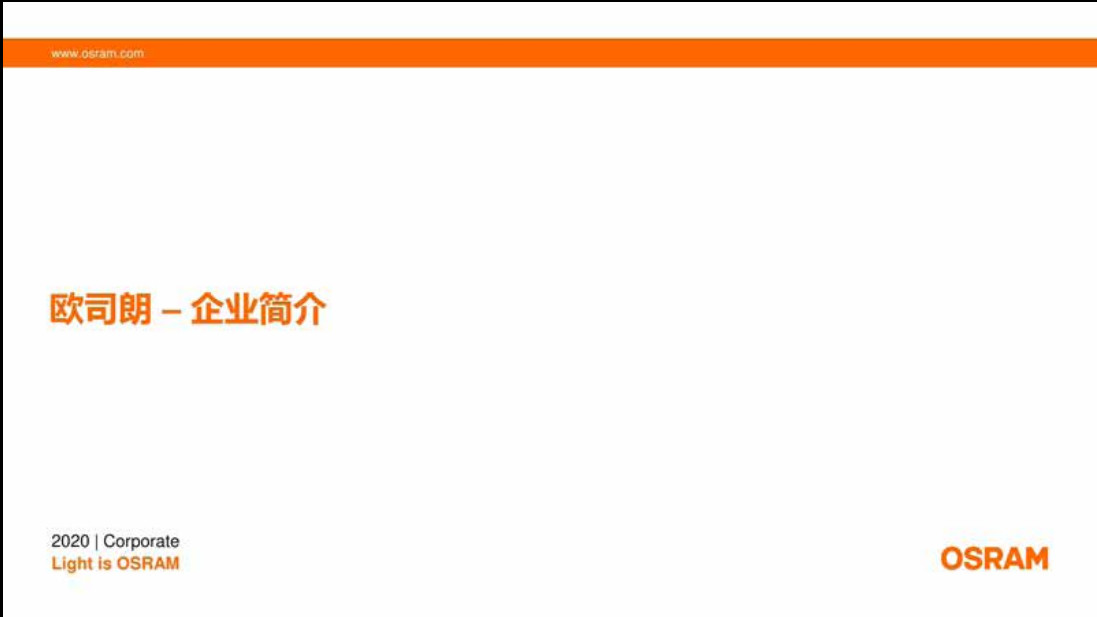 www.osram.com
欧司朗 – 企业简介
2020 | Corporate
Light is OSRAM
OSRAM